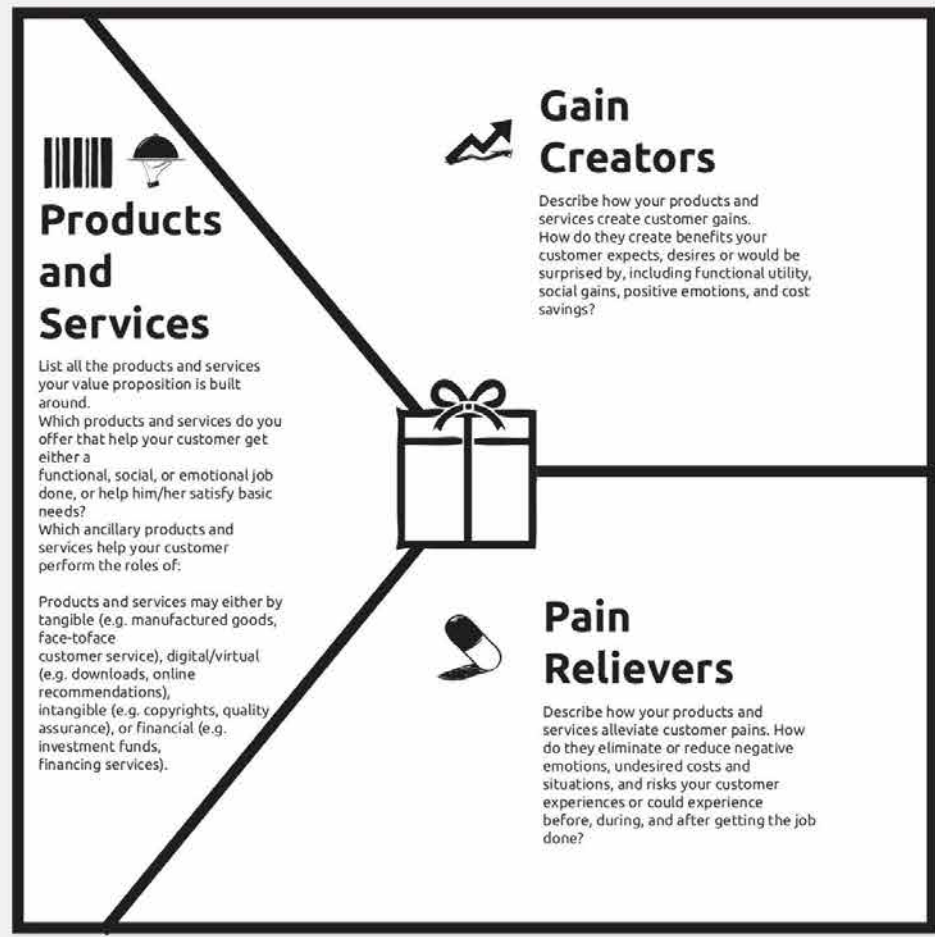 Products
and
Services
List all the products and services
your value proposition is built
around.
Which products and services do you
offer that help your customer get
either a
functional, social, or emotional job
done, or help him/her satisfy basic
needs?
Which ancillary products and
services help your customer
perform the roles of:
Products and services may either by
tangible (e.g. manufactured goods,
face-toface
customer service), digital/virtual
(e.g. downloads, online
recommendations),
intangible (e.g. copyrights, quality
assurance), or financial (e.g.
investment funds,
financing services).
Gain
Creators
Describe how your products and
services create customer gains.
How do they create benefits your
customer expects, desires or would be
surprised by, including functional utility,
social gains, positive emotions, and cost
savings?
Pain
Relievers
Describe how your products and
services alleviate customer pains. How
do they eliminate or reduce negative
emotions, undesired costs and
situations, and risks your customer
experiences or could experience
before, during, and after getting the job
done?